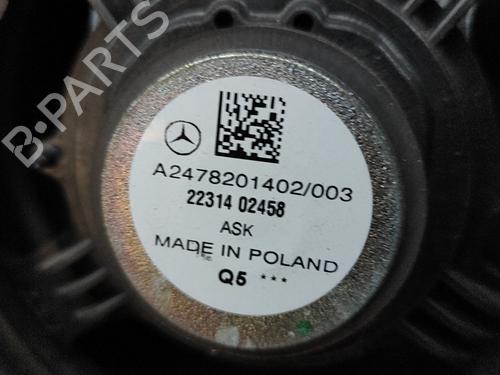 B-PARTS
A2478201402/003
22314 02458
ASK
MADE IN POLAND
Q5 ***